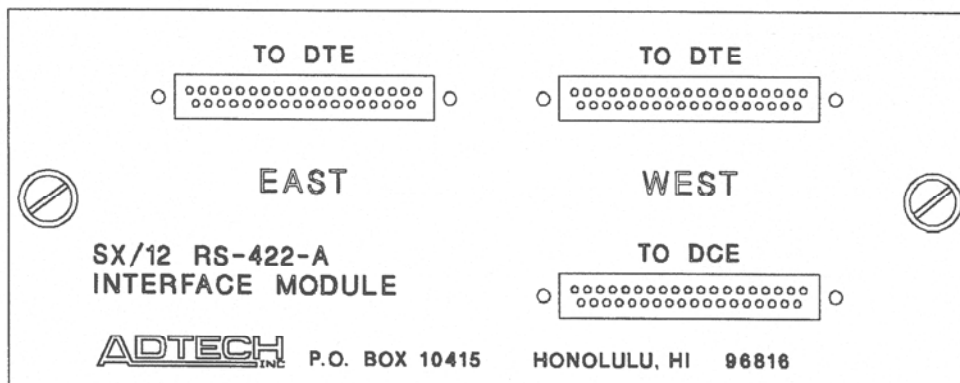 TO DTE
TO DTE
EAST
WEST
SX/12 RS-422-A
INTERFACE MODULE
TO DCE
ADTECH INC
P.O. BOX 10415 HONOLULU, HI 96816